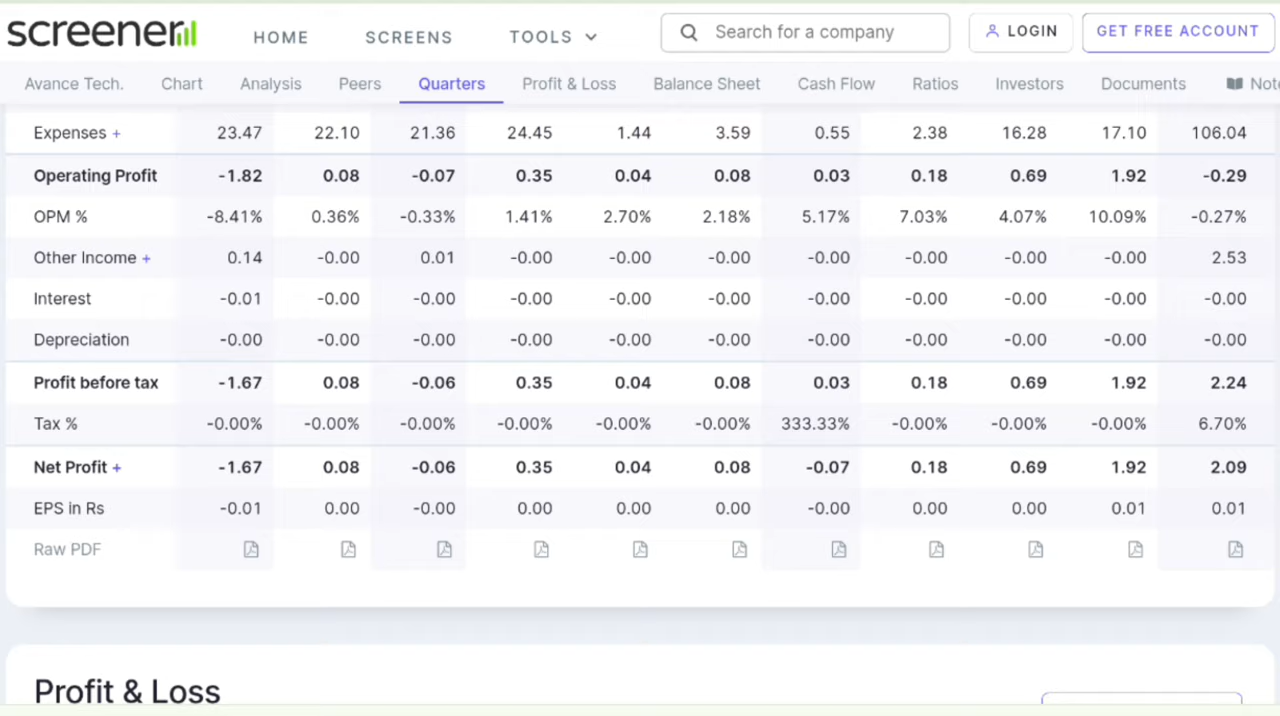 screener HOME SCREENS TOOLS Search for a company LOGIN GET FREE ACCOUNT
Avance Tech. Chart Analysis Peers Quarters Profit & Loss Balance Sheet Cash Flow Ratios Investors Documents
Expenses + 23.47 22.10 21.36 24.45 1.44 3.59 0.55 2.38 16.28 17.10 106.04
Operating Profit -1.82 0.08 -0.07 0.35 0.04 0.08 0.03 0.18 0.69 1.92 -0.29
OPM % -8.41% 0.36% -0.33% 1.41% 2.70% 2.18% 5.17% 7.03% 4.07% 10.09% -0.27%
Other Income + 0.14 -0.00 0.01 -0.00 -0.00 -0.00 -0.00 -0.00 -0.00 -0.00 2.53
Interest -0.01 -0.00 -0.00 -0.00 -0.00 -0.00 -0.00 -0.00 -0.00 -0.00 -0.00
Depreciation -0.00 -0.00 -0.00 -0.00 -0.00 -0.00 -0.00 -0.00 -0.00 -0.00 -0.00
Profit before tax -1.67 0.08 -0.06 0.35 0.04 0.08 0.03 0.18 0.69 1.92 2.24
Tax % -0.00% -0.00% -0.00% -0.00% -0.00% -0.00% 333.33% -0.00% -0.00% -0.00% 6.70%
Net Profit + -1.67 0.08 -0.06 0.35 0.04 0.08 -0.07 0.18 0.69 1.92 2.09
EPS in Rs -0.01 0.00 -0.00 0.00 0.00 0.00 -0.00 0.00 0.00 0.01 0.01
Raw PDF
Profit & Loss